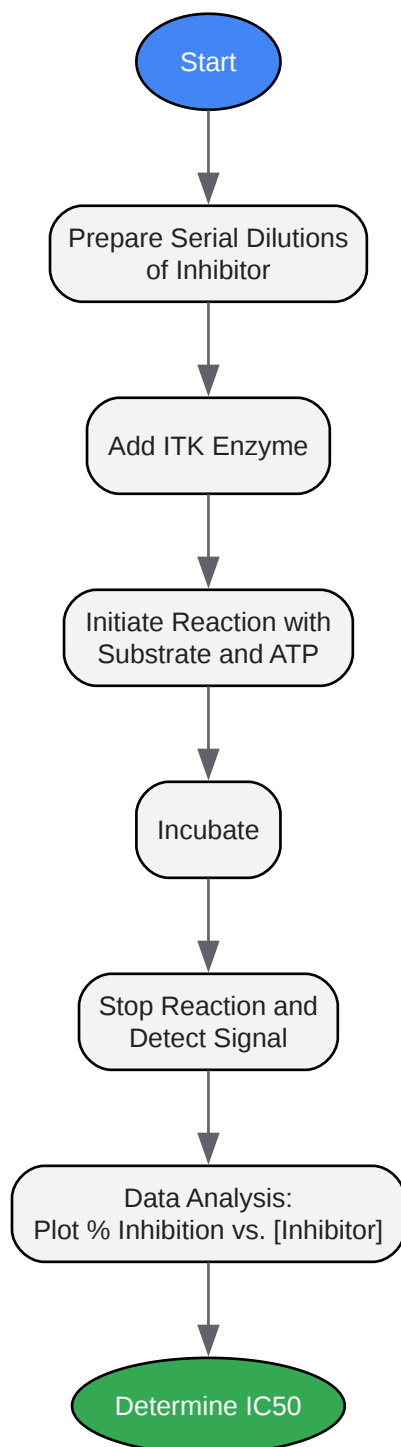 Start
Prepare Serial Dilutions
of Inhibitor
Add ITK Enzyme
Initiate Reaction with
Substrate and ATP
Incubate
Stop Reaction and
Detect Signal
Data Analysis:
Plot % Inhibition vs. [Inhibitor]
Determine IC50